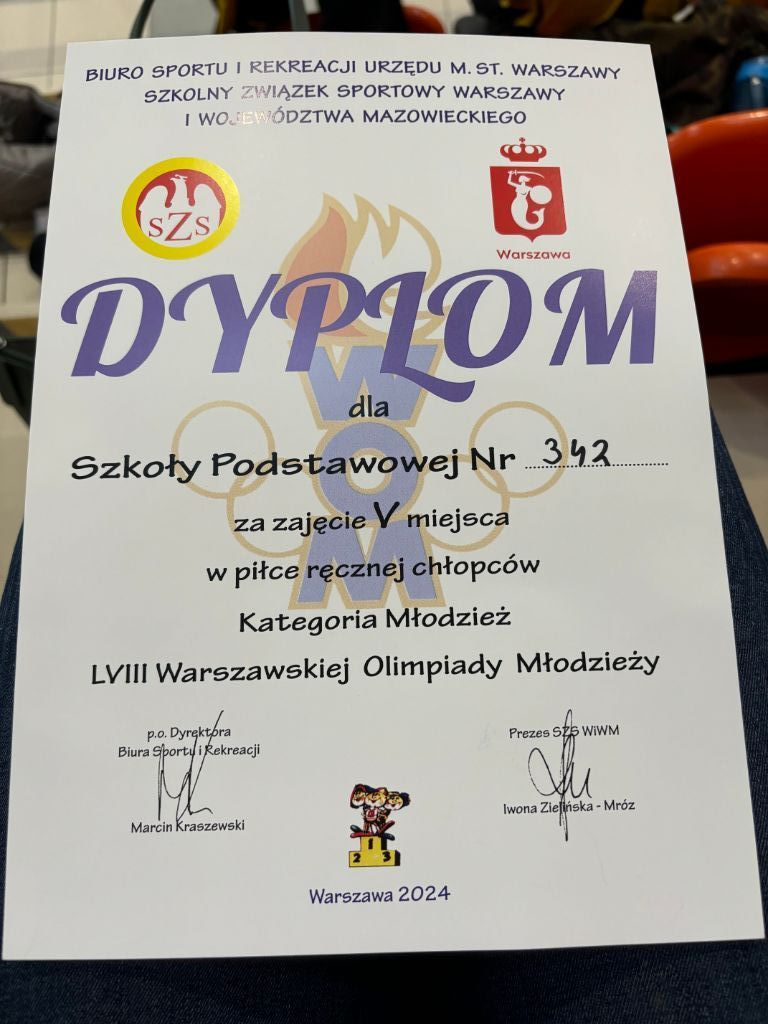 BIURO SPORTU I REKREACJI URZĘDU M. ST. WARSZAWY
SZKOLNY ZWIĄZEK SPORTOWY WARSZAWY
I WOJEWÓDZTWA MAZOWIECKIEGO
SZS
Warszawa
DYPLOM
WOM
dla
Szkoły Podstawowej Nr 342
za zajęcie V miejsca
w piłce ręcznej chłopców
Kategoria Młodzież
LVIII Warszawskiej Olimpiady Młodzieży
p.o. Dyrektora
Biura Sportu i Rekreacji
Marcin Kraszewski
Prezes SZS WiWM
Iwona Zielińska - Mróz
1
2 3
Warszawa 2024